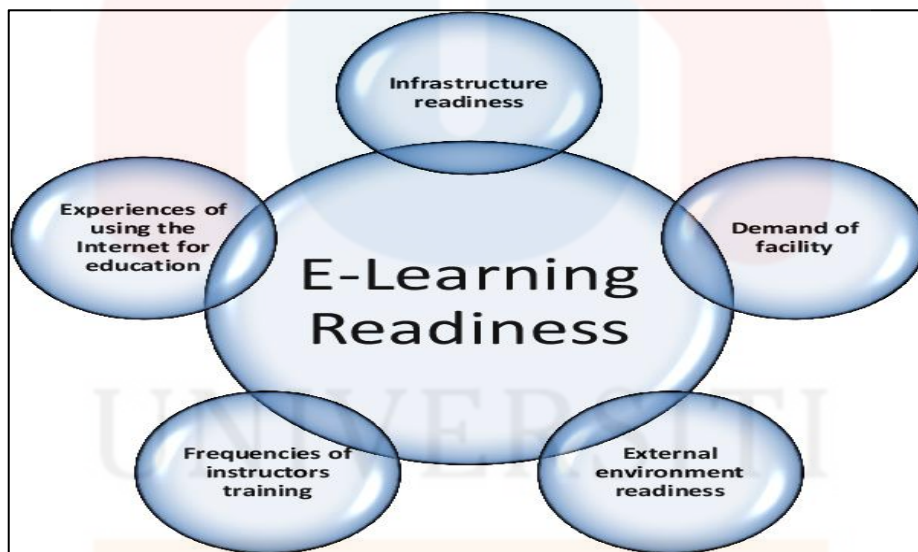 Infrastructure
readiness
Experiences of
using the
Internet for
education
Demand of
facility
E-Learning
Readiness
Frequencies of
instructors
training
External
environment
readiness
UNIVERSITI